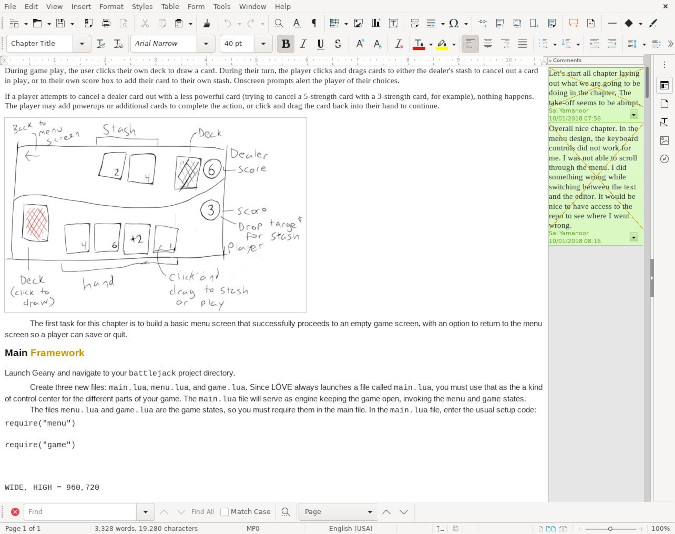 File Edit View Insert Format Styles Table Form Tools Window Help
Chapter Title Arial Narrow 40 pt
During game play, the user clicks their own deck to draw a card. During their turn, the player clicks and drags cards to either the dealer's stash to cancel out a card
in play, or to their own score box to add their card to their own stash. Onscreen prompts alert the player of their choices.
If a player attempts to cancel a dealer card out with a less powerful card (trying to cancel a 5-strength card with a 3-strength card, for example), nothing happens.
The player may add powerups or additional cards to complete the action, or click and drag the card back into their hand to continue.
Back to
menu
screen
Stash
Deck
2 4 6
Dealer
score
3
Score
Drop target
for stash
Player
4 6 +2 1
Deck
(click to
draw)
hand
Click and
drag to stash
or play
The first task for this chapter is to build a basic menu screen that successfully proceeds to an empty game screen, with an option to return to the menu
screen so a player can save or quit.
Main Framework
Launch Geany and navigate to your battlejack project directory.
Create three new files: main.lua, menu.lua, and game.lua. Since LÖVE always launches a file called main.lua, you must use that as the a kind
of control center for the different parts of your game. The main.lua file will serve as engine keeping the game open, invoking the menu and game states.
The files menu.lua and game.lua are the game states, so you must require them in the main file. In the main.lua file, enter the usual setup code:
require("menu")
require("game")
WIDE, HIGH = 960,720
Comments
Let's start all chapter laying
out what we are going to be
doing in the chapter. The
take-off seems to be abrupt.
Sai Yamanoor
10/01/2018 07:56
Overall nice chapter. In the
menu design, the keyboard
controls did not work for
me. I was not able to scroll
through the menu. I did
something wrong while
switching between the text
and the editor. It would be
nice to have access to the
repo to see where I went
wrong.
Sai Yamanoor
10/01/2018 08:16
Find Find All Match Case Page
Page 1 of 1 3,328 words, 19,280 characters MP0 English (USA) 100%